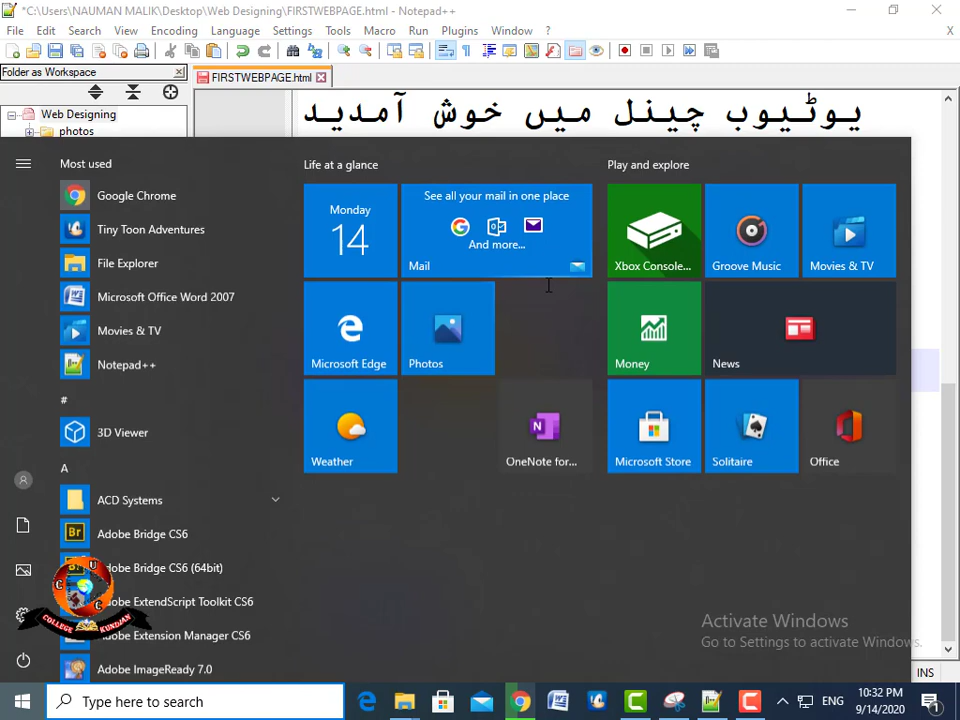 *C:\Users\NAUMAN MALIK\Desktop\Web Designing\FIRSTWEBPAGE.html - Notepad++
File Edit Search View Encoding Language Settings Tools Macro Run Plugins Window ? X
Folder as Workspace
FIRSTWEBPAGE.html
Web Designing
photos
یوٹیوب چینل میں خوش آمدید
Most used
Google Chrome
Tiny Toon Adventures
File Explorer
Microsoft Office Word 2007
Movies & TV
Notepad++
#
3D Viewer
A
ACD Systems
Adobe Bridge CS6
Adobe Bridge CS6 (64bit)
Adobe ExtendScript Toolkit CS6
Adobe Extension Manager CS6
Adobe ImageReady 7.0
Life at a glance
Monday
14
See all your mail in one place
And more...
Mail
Microsoft Edge
Photos
Weather
OneNote for...
Play and explore
Xbox Console...
Groove Music
Movies & TV
Money
News
Microsoft Store
Solitaire
Office
COLLEGE KUNDIAN
Activate Windows
Go to Settings to activate Windows.
INS
Type here to search
ENG
10:32 PM
9/14/2020
1